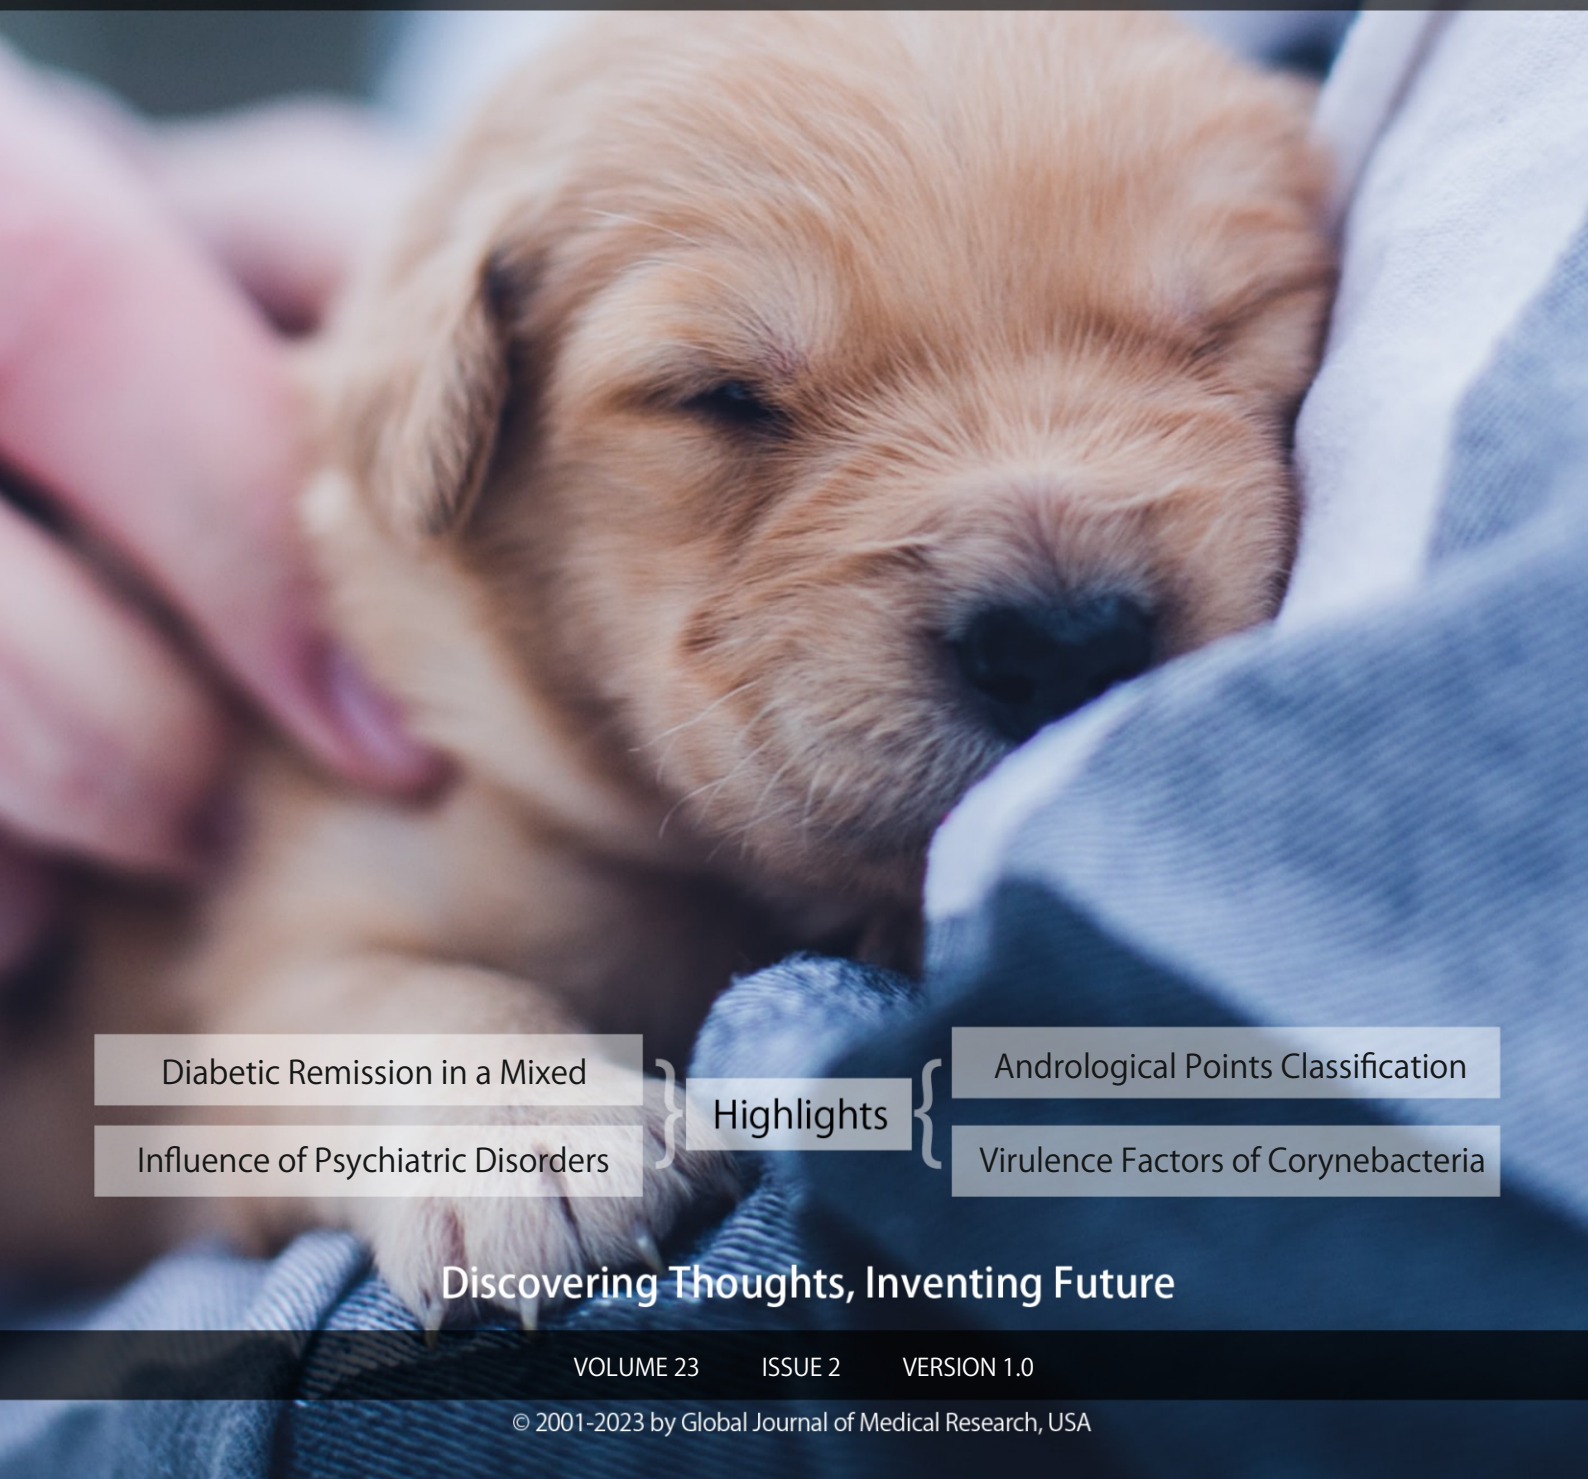 Diabetic Remission in a Mixed
Influence of Psychiatric Disorders
Highlights
Andrological Points Classification
Virulence Factors of Corynebacteria
Discovering Thoughts, Inventing Future
VOLUME 23 ISSUE 2 VERSION 1.0
© 2001-2023 by Global Journal of Medical Research, USA